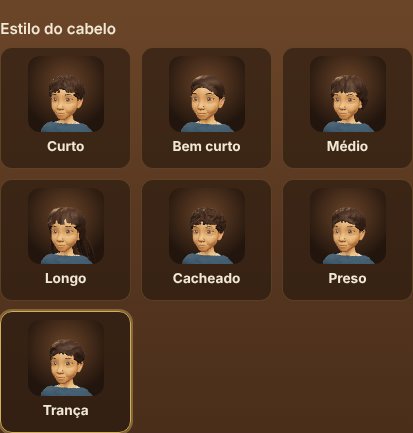 Estilo do cabelo
Curto
Bem curto
Médio
Longo
Cacheado
Preso
Trança